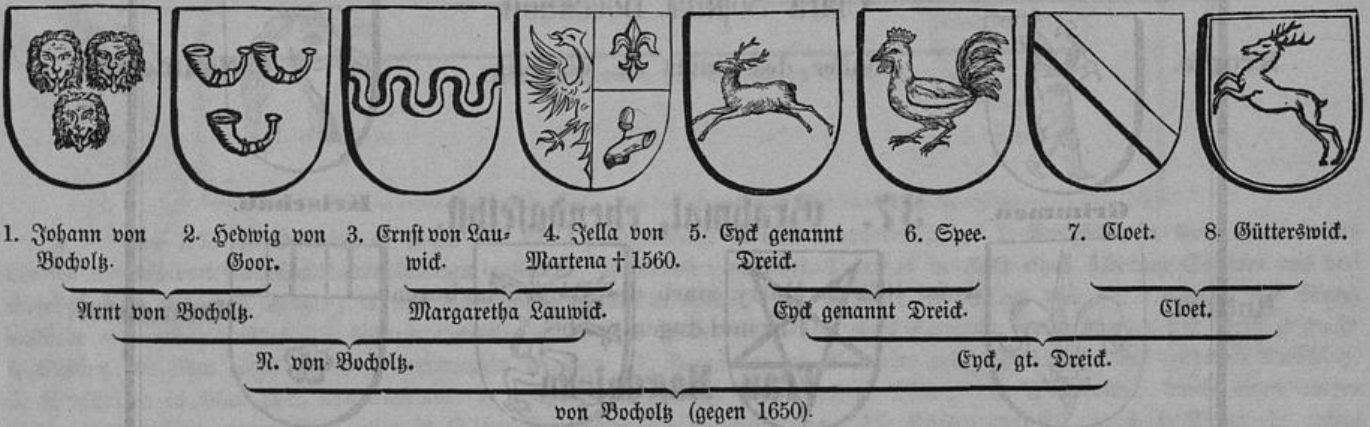 1. Johann von Bocholtz.
2. Hedwig von Goor.
3. Ernst von Lauwick.
4. Jella von Martena † 1560.
5. Eyck genannt Dreick.
6. Spee.
7. Cloet.
8. Gütterswick.
Arnt von Bocholtz.
Margaretha Lauwick.
Eyck genannt Dreick.
Cloet.
N. von Bocholtz.
Eyck, gt. Dreick.
von Bocholtz (gegen 1650).